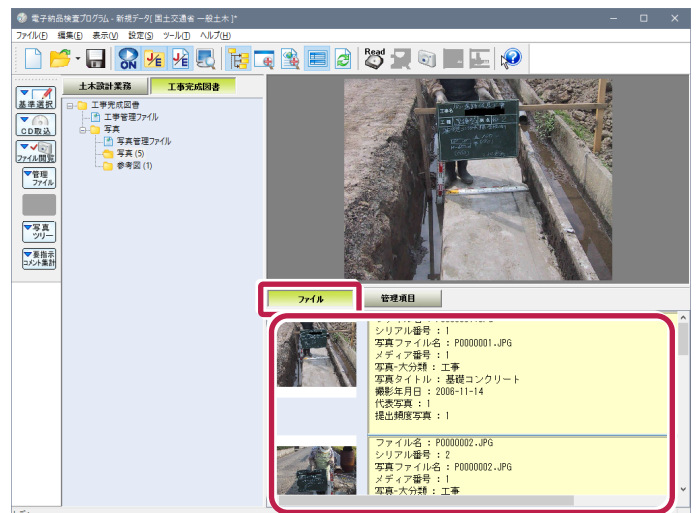 電子納品検査プログラム - 新規データ[ 国土交通省 一般土木 ]*
ファイル(F) 編集(E) 表示(V) 設定(S) ツール(T) ヘルプ(H)
ON
Read
基準選択
CD取込
ファイル閲覧
管理
ファイル
写真
ツリー
要指示
コメント集計
土木設計業務 工事完成図書
工事完成図書
工事管理ファイル
写真
写真管理ファイル
写真 (5)
参考図 (1)
ファイル 管理項目
シリアル番号 : 1
写真ファイル名 : P0000001.JPG
メディア番号 : 1
写真-大分類 : 工事
写真タイトル : 基礎コンクリート
撮影年月日 : 2006-11-14
代表写真 : 1
提出頻度写真 : 1
ファイル名 : P0000002.JPG
シリアル番号 : 2
写真ファイル名 : P0000002.JPG
メディア番号 : 1
写真-大分類 : 工事